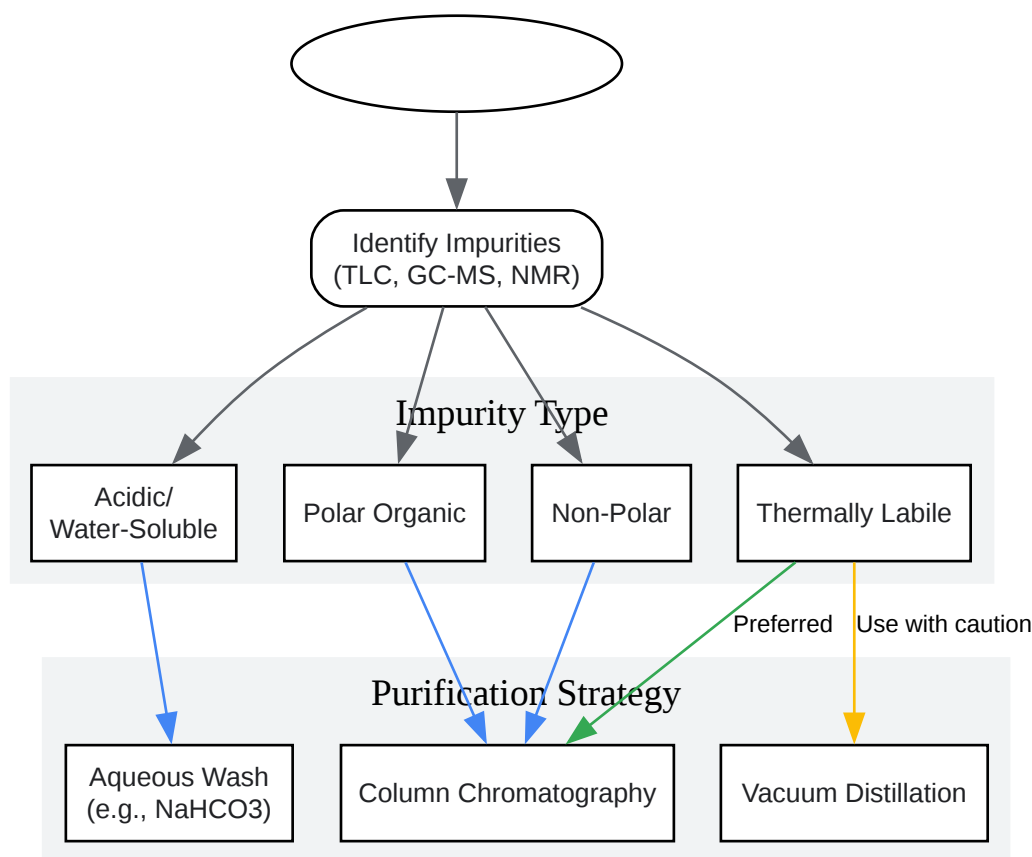 Identify Impurities
(TLC, GC-MS, NMR)
Impurity Type
Acidic/
Water-Soluble
Polar Organic
Non-Polar
Thermally Labile
Preferred
Use with caution
Purification Strategy
Aqueous Wash
(e.g., NaHCO3)
Column Chromatography
Vacuum Distillation